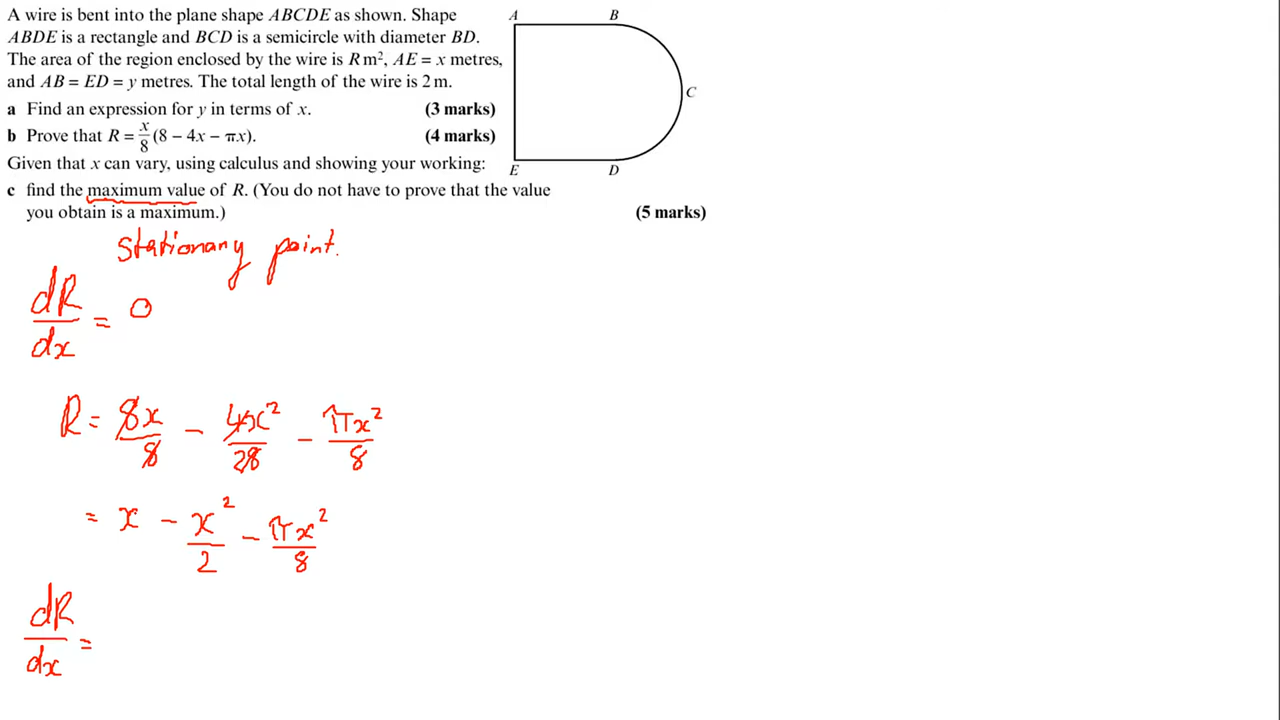 A wire is bent into the plane shape ABCDE as shown. Shape
ABDE is a rectangle and BCD is a semicircle with diameter BD.
The area of the region enclosed by the wire is R m², AE = x metres,
and AB = ED = y metres. The total length of the wire is 2 m.
a Find an expression for y in terms of x. (3 marks)
b Prove that R = x/8 (8 − 4x − πx). (4 marks)
Given that x can vary, using calculus and showing your working:
c find the maximum value of R. (You do not have to prove that the value
you obtain is a maximum.) (5 marks)
A B
C
E D
stationary point.
dR/dx = 0
R = 8x/8 − 4x²/28 − πx²/8
= x − x²/2 − πx²/8
dR/dx =